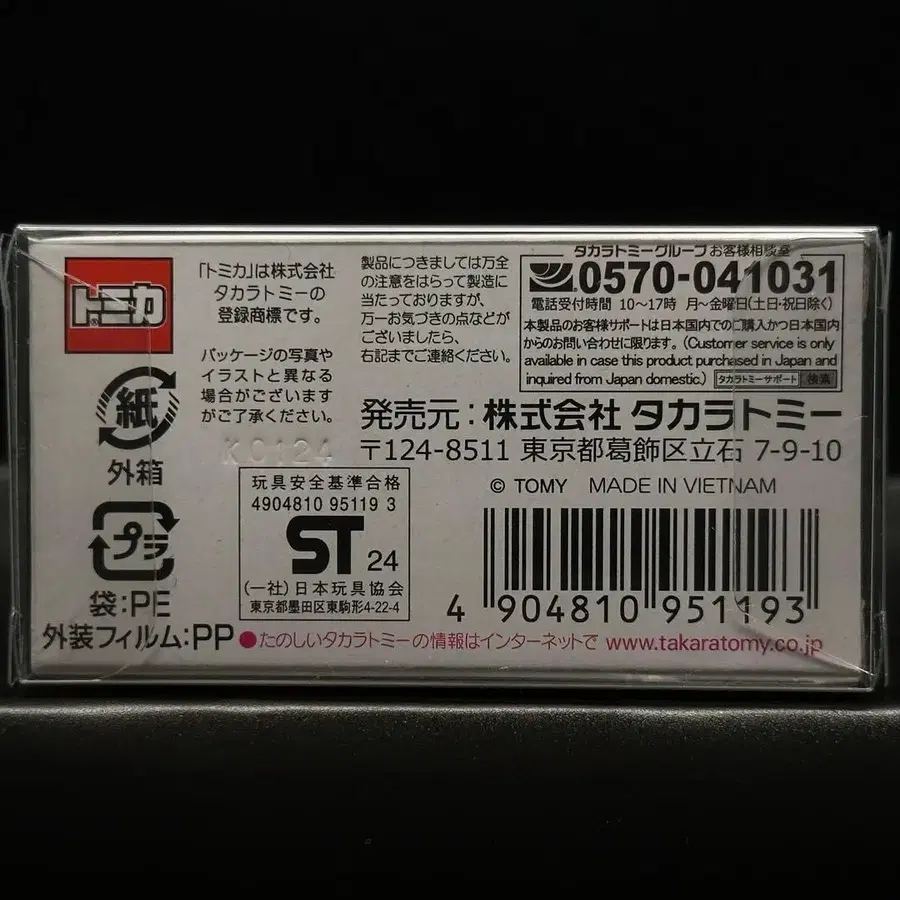 トミカ
「トミカ」は株式会社
タカラトミーの
登録商標です。
パッケージの写真や
イラストと異なる
場合がございます
がご了承ください。
KC124
製品につきましては万全
の注意をはらって製造に
当たっておりますが、
万一お気づきの点などが
ございましたら、
右記までご連絡ください。
タカラトミーグループお客様相談室
0570-041031
電話受付時間 10〜17時 月〜金曜日(土日・祝日除く)
本製品のお客様サポートは日本国内でのご購入かつ日本国内
からのお問い合わせに限ります。(Customer service is only
available in case this product purchased in Japan and
inquired from Japan domestic.) タカラトミーサポート 検索
発売元：株式会社 タカラトミー
〒124-8511 東京都葛飾区立石 7-9-10
© TOMY MADE IN VIETNAM
紙
外箱
プラ
袋:PE
外装フィルム:PP
玩具安全基準合格
4904810 95119 3
ST 24
(一社)日本玩具協会
東京都墨田区東駒形4-22-4
4 904810 951193
●たのしいタカラトミーの情報はインターネットで www.takaratomy.co.jp